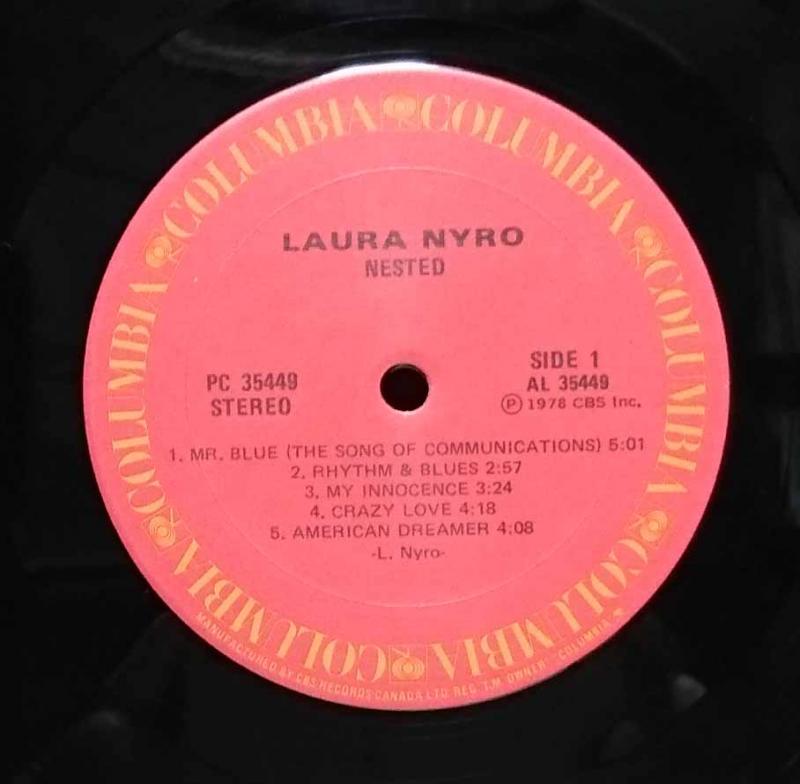 COLUMBIA COLUMBIA COLUMBIA COLUMBIA COLUMBIA COLUMBIA COLUMBIA
LAURA NYRO
NESTED
PC 35449
STEREO
SIDE 1
AL 35449
Ⓟ 1978 CBS Inc.
1. MR. BLUE (THE SONG OF COMMUNICATIONS) 5:01
2. RHYTHM & BLUES 2:57
3. MY INNOCENCE 3:24
4. CRAZY LOVE 4:18
5. AMERICAN DREAMER 4:08
-L. Nyro-
MANUFACTURED BY CBS RECORDS CANADA LTD. REG. T.M. OWNER "COLUMBIA"